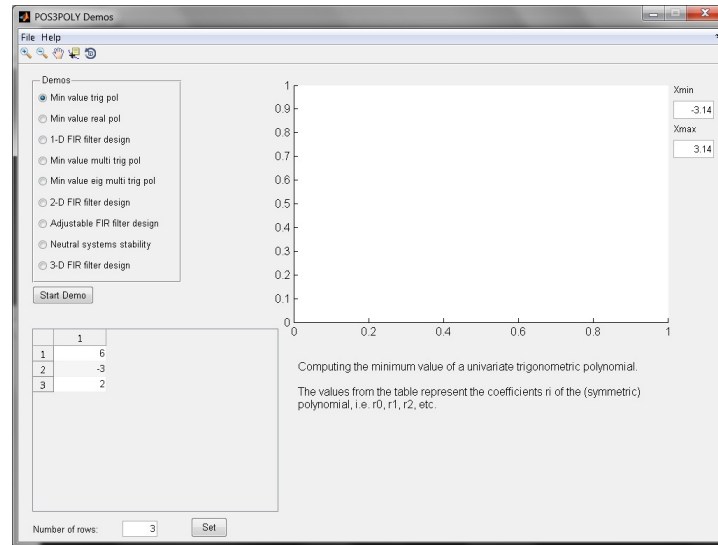 POS3POLY Demos
File Help
Demos
Min value trig pol
Min value real pol
1-D FIR filter design
Min value multi trig pol
Min value eig multi trig pol
2-D FIR filter design
Adjustable FIR filter design
Neutral systems stability
3-D FIR filter design
Start Demo
1
0.9
0.8
0.7
0.6
0.5
0.4
0.3
0.2
0.1
0
0 0.2 0.4 0.6 0.8 1
Xmin
-3.14
Xmax
3.14
1
1 6
2 -3
3 2
Computing the minimum value of a univariate trigonometric polynomial.
The values from the table represent the coefficients ri of the (symmetric)
polynomial, i.e. r0, r1, r2, etc.
Number of rows: 3 Set